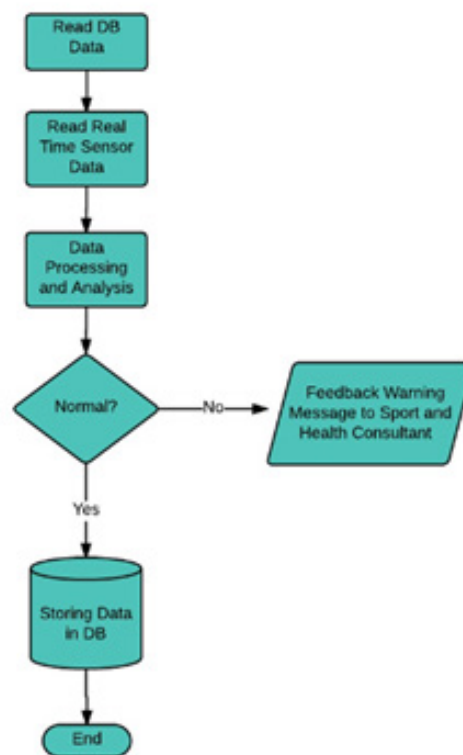 Read DB
Data
Read Real
Time Sensor
Data
Data
Processing
and Analysis
Normal?
No
Feedback Warning
Message to Sport and
Health Consultant
Yes
Storing Data
in DB
End